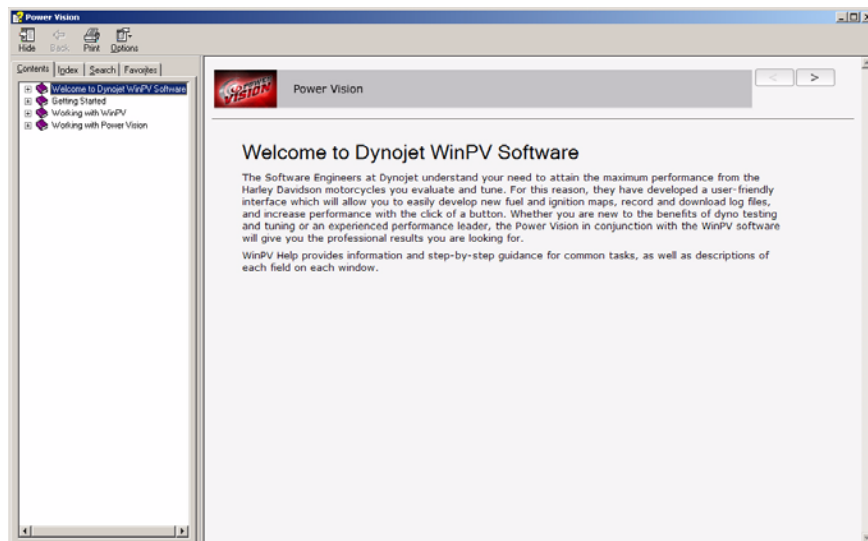 Power Vision
Hide Back Print Options
Contents Index Search Favorites
Welcome to Dynojet WinPV Software
Getting Started
Working with WinPV
Working with Power Vision
POWER VISION
Power Vision
< >
Welcome to Dynojet WinPV Software
The Software Engineers at Dynojet understand your need to attain the maximum performance from the
Harley Davidson motorcycles you evaluate and tune. For this reason, they have developed a user-friendly
interface which will allow you to easily develop new fuel and ignition maps, record and download log files,
and increase performance with the click of a button. Whether you are new to the benefits of dyno testing
and tuning or an experienced performance leader, the Power Vision in conjunction with the WinPV software
will give you the professional results you are looking for.
WinPV Help provides information and step-by-step guidance for common tasks, as well as descriptions of
each field on each window.